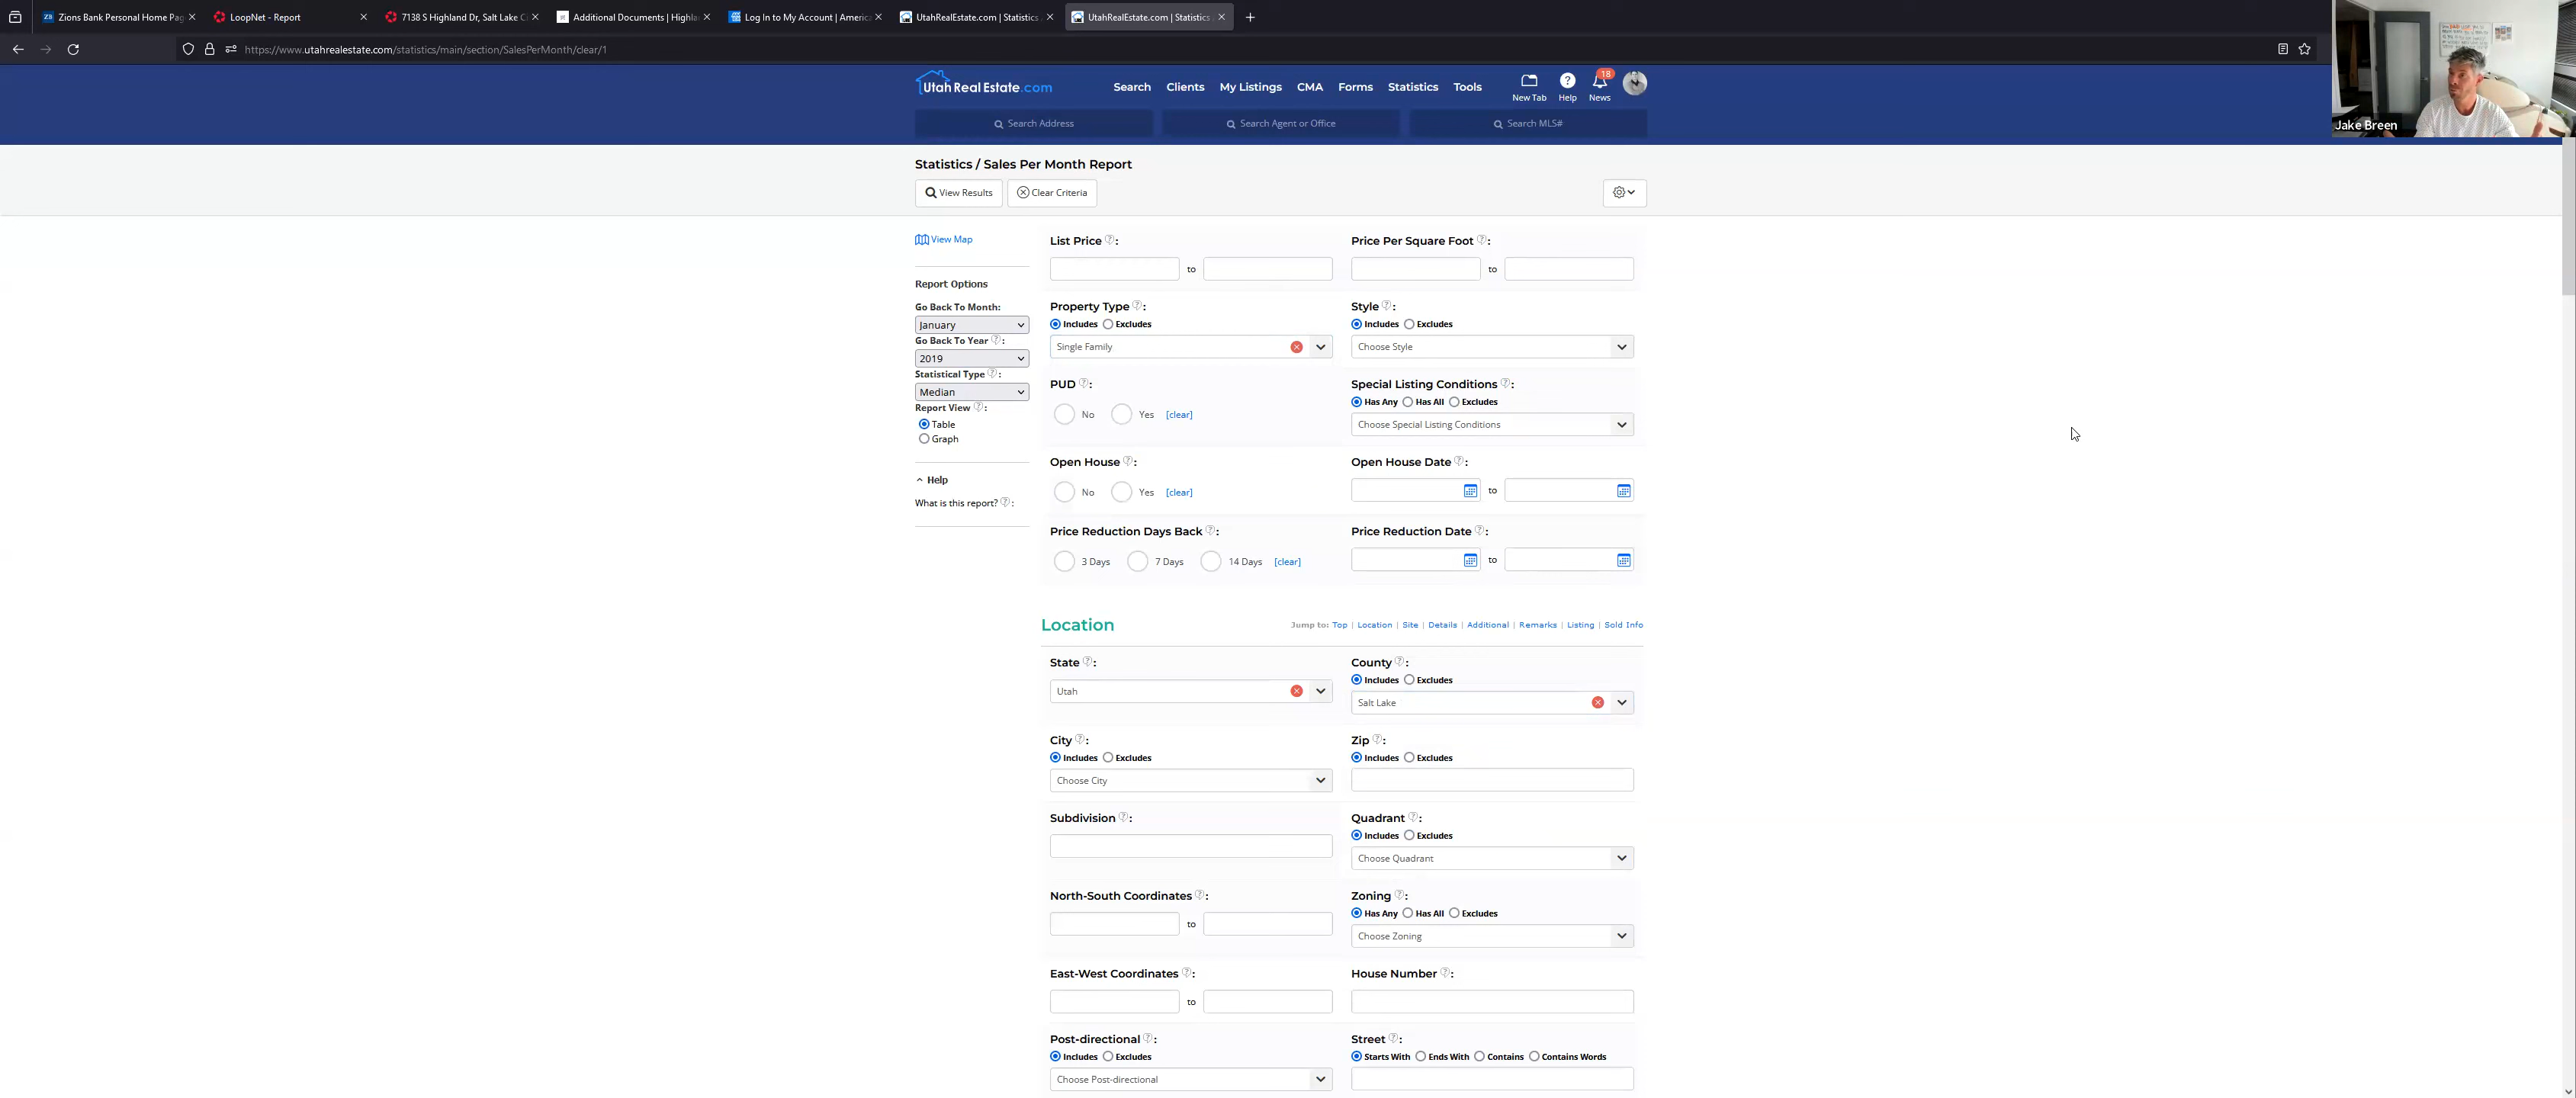 Zions Bank Personal Home Pag
LoopNet - Report
7138 S Highland Dr, Salt Lake Ci
Additional Documents | Highla
Log In to My Account | America
UtahRealEstate.com | Statistics
UtahRealEstate.com | Statistics
https://www.utahrealestate.com/statistics/main/section/SalesPerMonth/clear/1
UtahRealEstate.com
Search Clients My Listings CMA Forms Statistics Tools
18
New Tab Help News
Search Address Search Agent or Office Search MLS#
Jake Breen
Statistics / Sales Per Month Report
View Results Clear Criteria
View Map
Report Options
Go Back To Month:
January
Go Back To Year ? :
2019
Statistical Type ? :
Median
Report View ? :
Table
Graph
Help
What is this report? ? :
List Price ? :
to
Price Per Square Foot ? :
to
Property Type ? :
Includes Excludes
Single Family
Style ? :
Includes Excludes
Choose Style
PUD ? :
No Yes [clear]
Special Listing Conditions ? :
Has Any Has All Excludes
Choose Special Listing Conditions
Open House ? :
No Yes [clear]
Open House Date ? :
to
Price Reduction Days Back ? :
3 Days 7 Days 14 Days [clear]
Price Reduction Date ? :
to
Location
Jump to: Top | Location | Site | Details | Additional | Remarks | Listing | Sold Info
State ? :
Utah
County ? :
Includes Excludes
Salt Lake
City ? :
Includes Excludes
Choose City
Zip ? :
Includes Excludes
Subdivision ? :
Quadrant ? :
Includes Excludes
Choose Quadrant
North-South Coordinates ? :
to
Zoning ? :
Has Any Has All Excludes
Choose Zoning
East-West Coordinates ? :
to
House Number ? :
Post-directional ? :
Includes Excludes
Choose Post-directional
Street ? :
Starts With Ends With Contains Contains Words